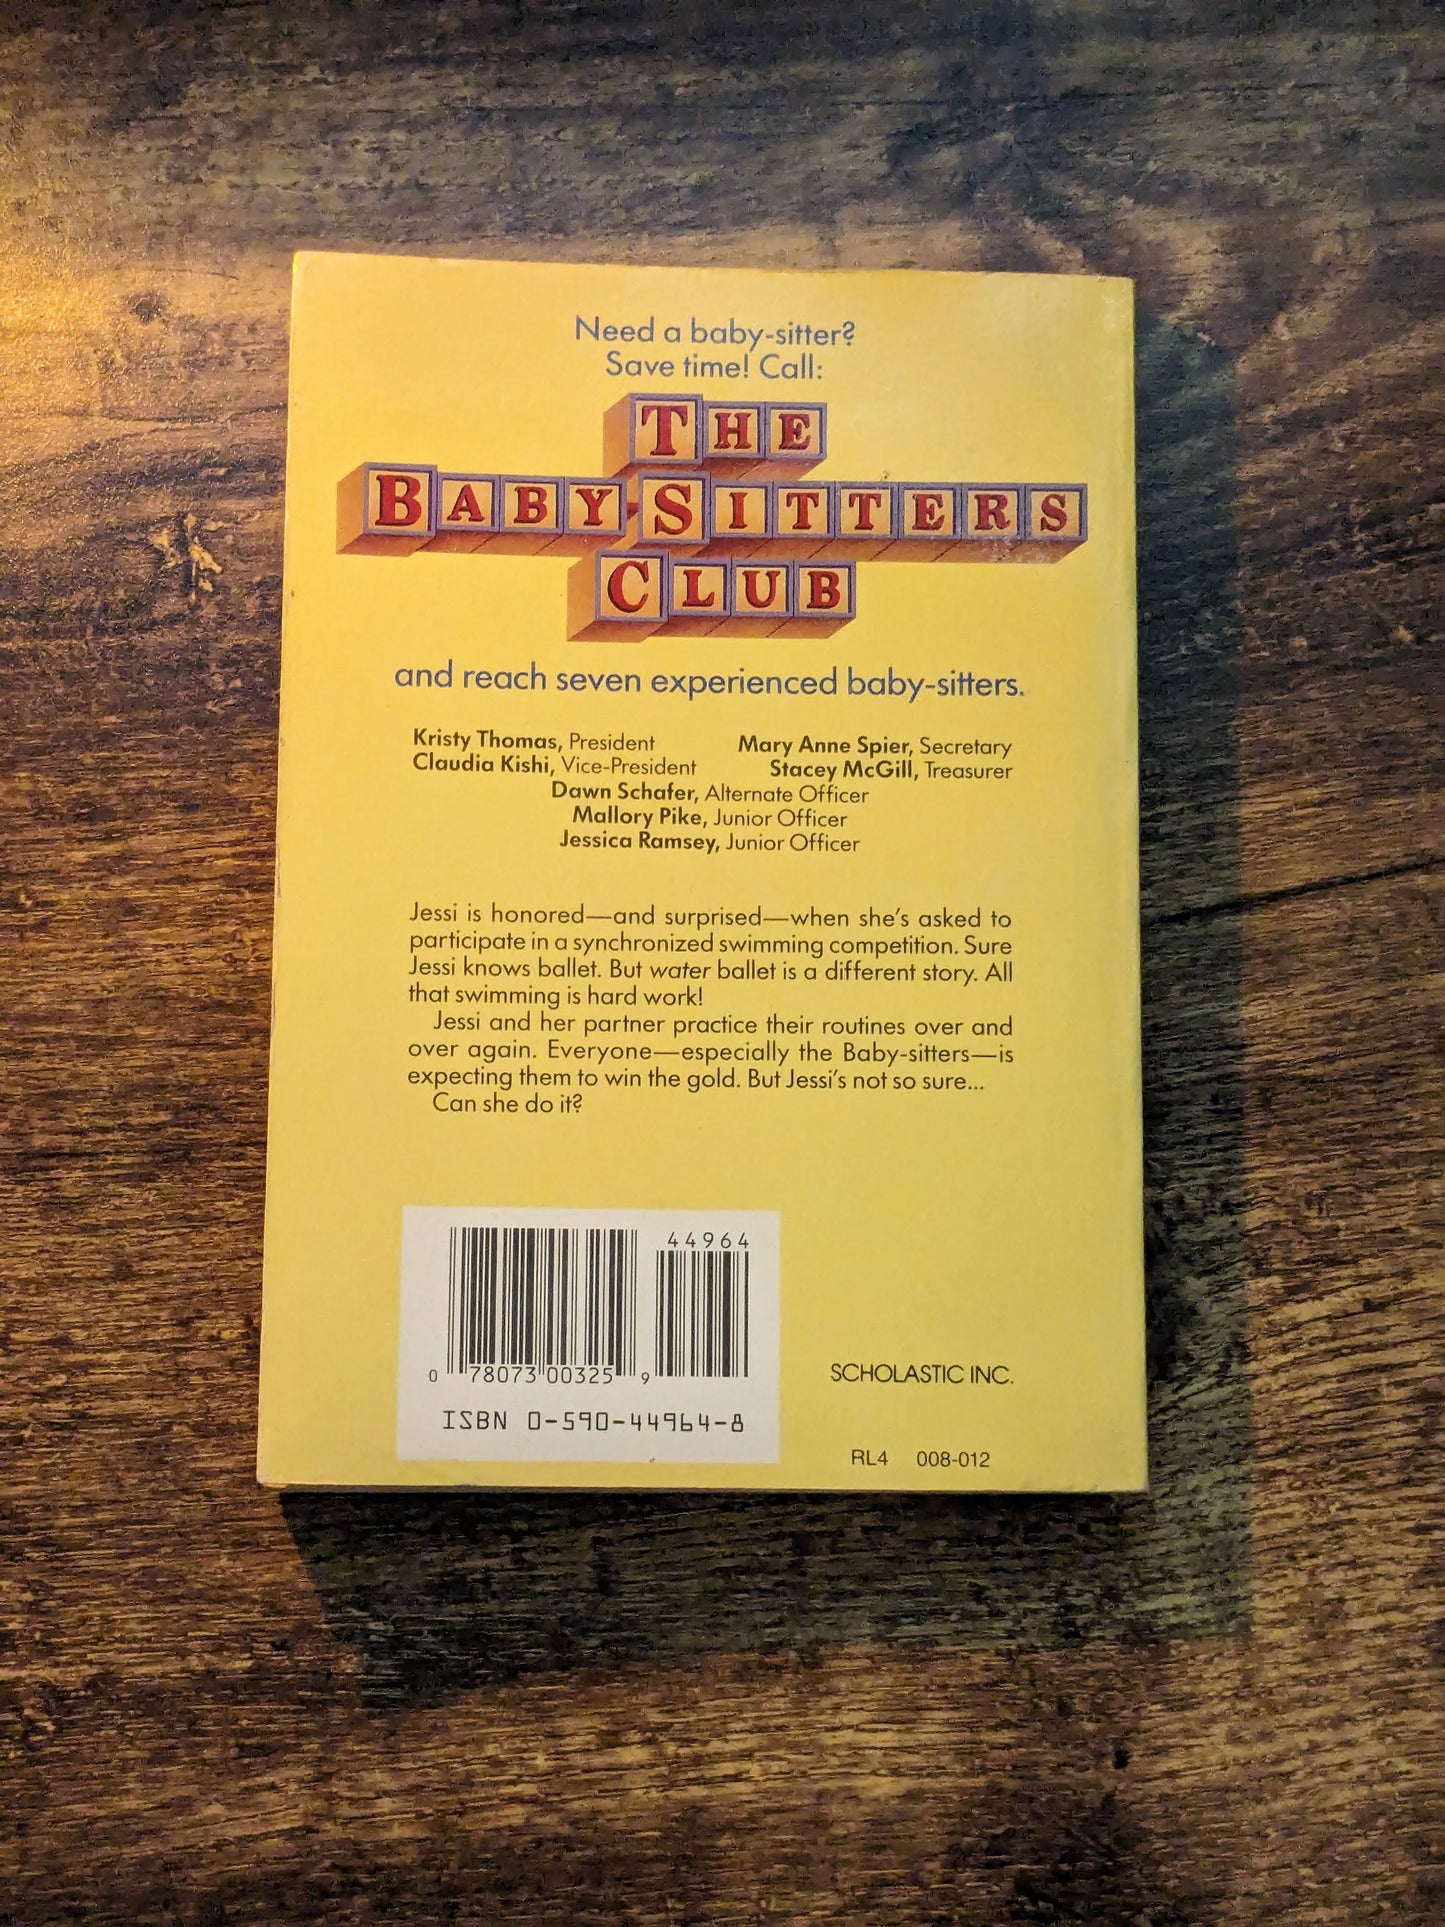 Need a baby-sitter?
Save time! Call:
THE
BABY-SITTERS
CLUB
and reach seven experienced baby-sitters.
Kristy Thomas, President Mary Anne Spier, Secretary
Claudia Kishi, Vice-President Stacey McGill, Treasurer
Dawn Schafer, Alternate Officer
Mallory Pike, Junior Officer
Jessica Ramsey, Junior Officer
Jessi is honored—and surprised—when she's asked to
participate in a synchronized swimming competition. Sure
Jessi knows ballet. But water ballet is a different story. All
that swimming is hard work!
Jessi and her partner practice their routines over and
over again. Everyone—especially the Baby-sitters—is
expecting them to win the gold. But Jessi's not so sure...
Can she do it?
44964
0 78073 00325 9
ISBN 0-590-44964-8
SCHOLASTIC INC.
RL4 008-012